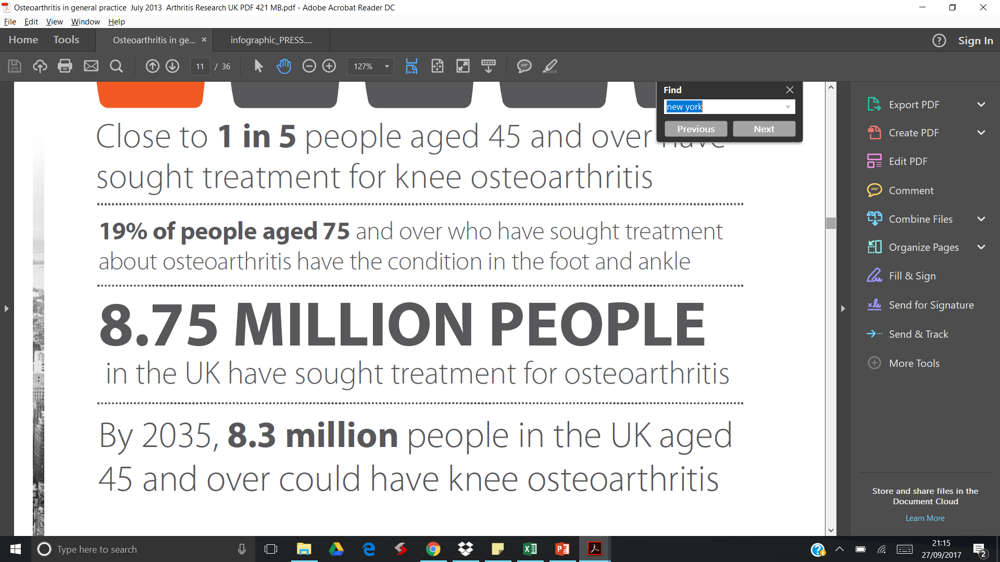 Osteoarthritis in general practice  July 2013  Arthritis Research UK PDF 421 MB.pdf - Adobe Acrobat Reader DC
File Edit View Window Help
Home Tools Osteoarthritis in ge... × infographic_PRESS.... ? Sign In
11 / 36 127%
Find
new york
Previous Next
Close to 1 in 5 people aged 45 and over have
sought treatment for knee osteoarthritis
19% of people aged 75 and over who have sought treatment
about osteoarthritis have the condition in the foot and ankle
8.75 MILLION PEOPLE
in the UK have sought treatment for osteoarthritis
By 2035, 8.3 million people in the UK aged
45 and over could have knee osteoarthritis
Export PDF
Create PDF
Edit PDF
Comment
Combine Files
Organize Pages
Fill & Sign
Send for Signature
Send & Track
More Tools
Store and share files in the
Document Cloud
Learn More
Type here to search
21:15
27/09/2017
2